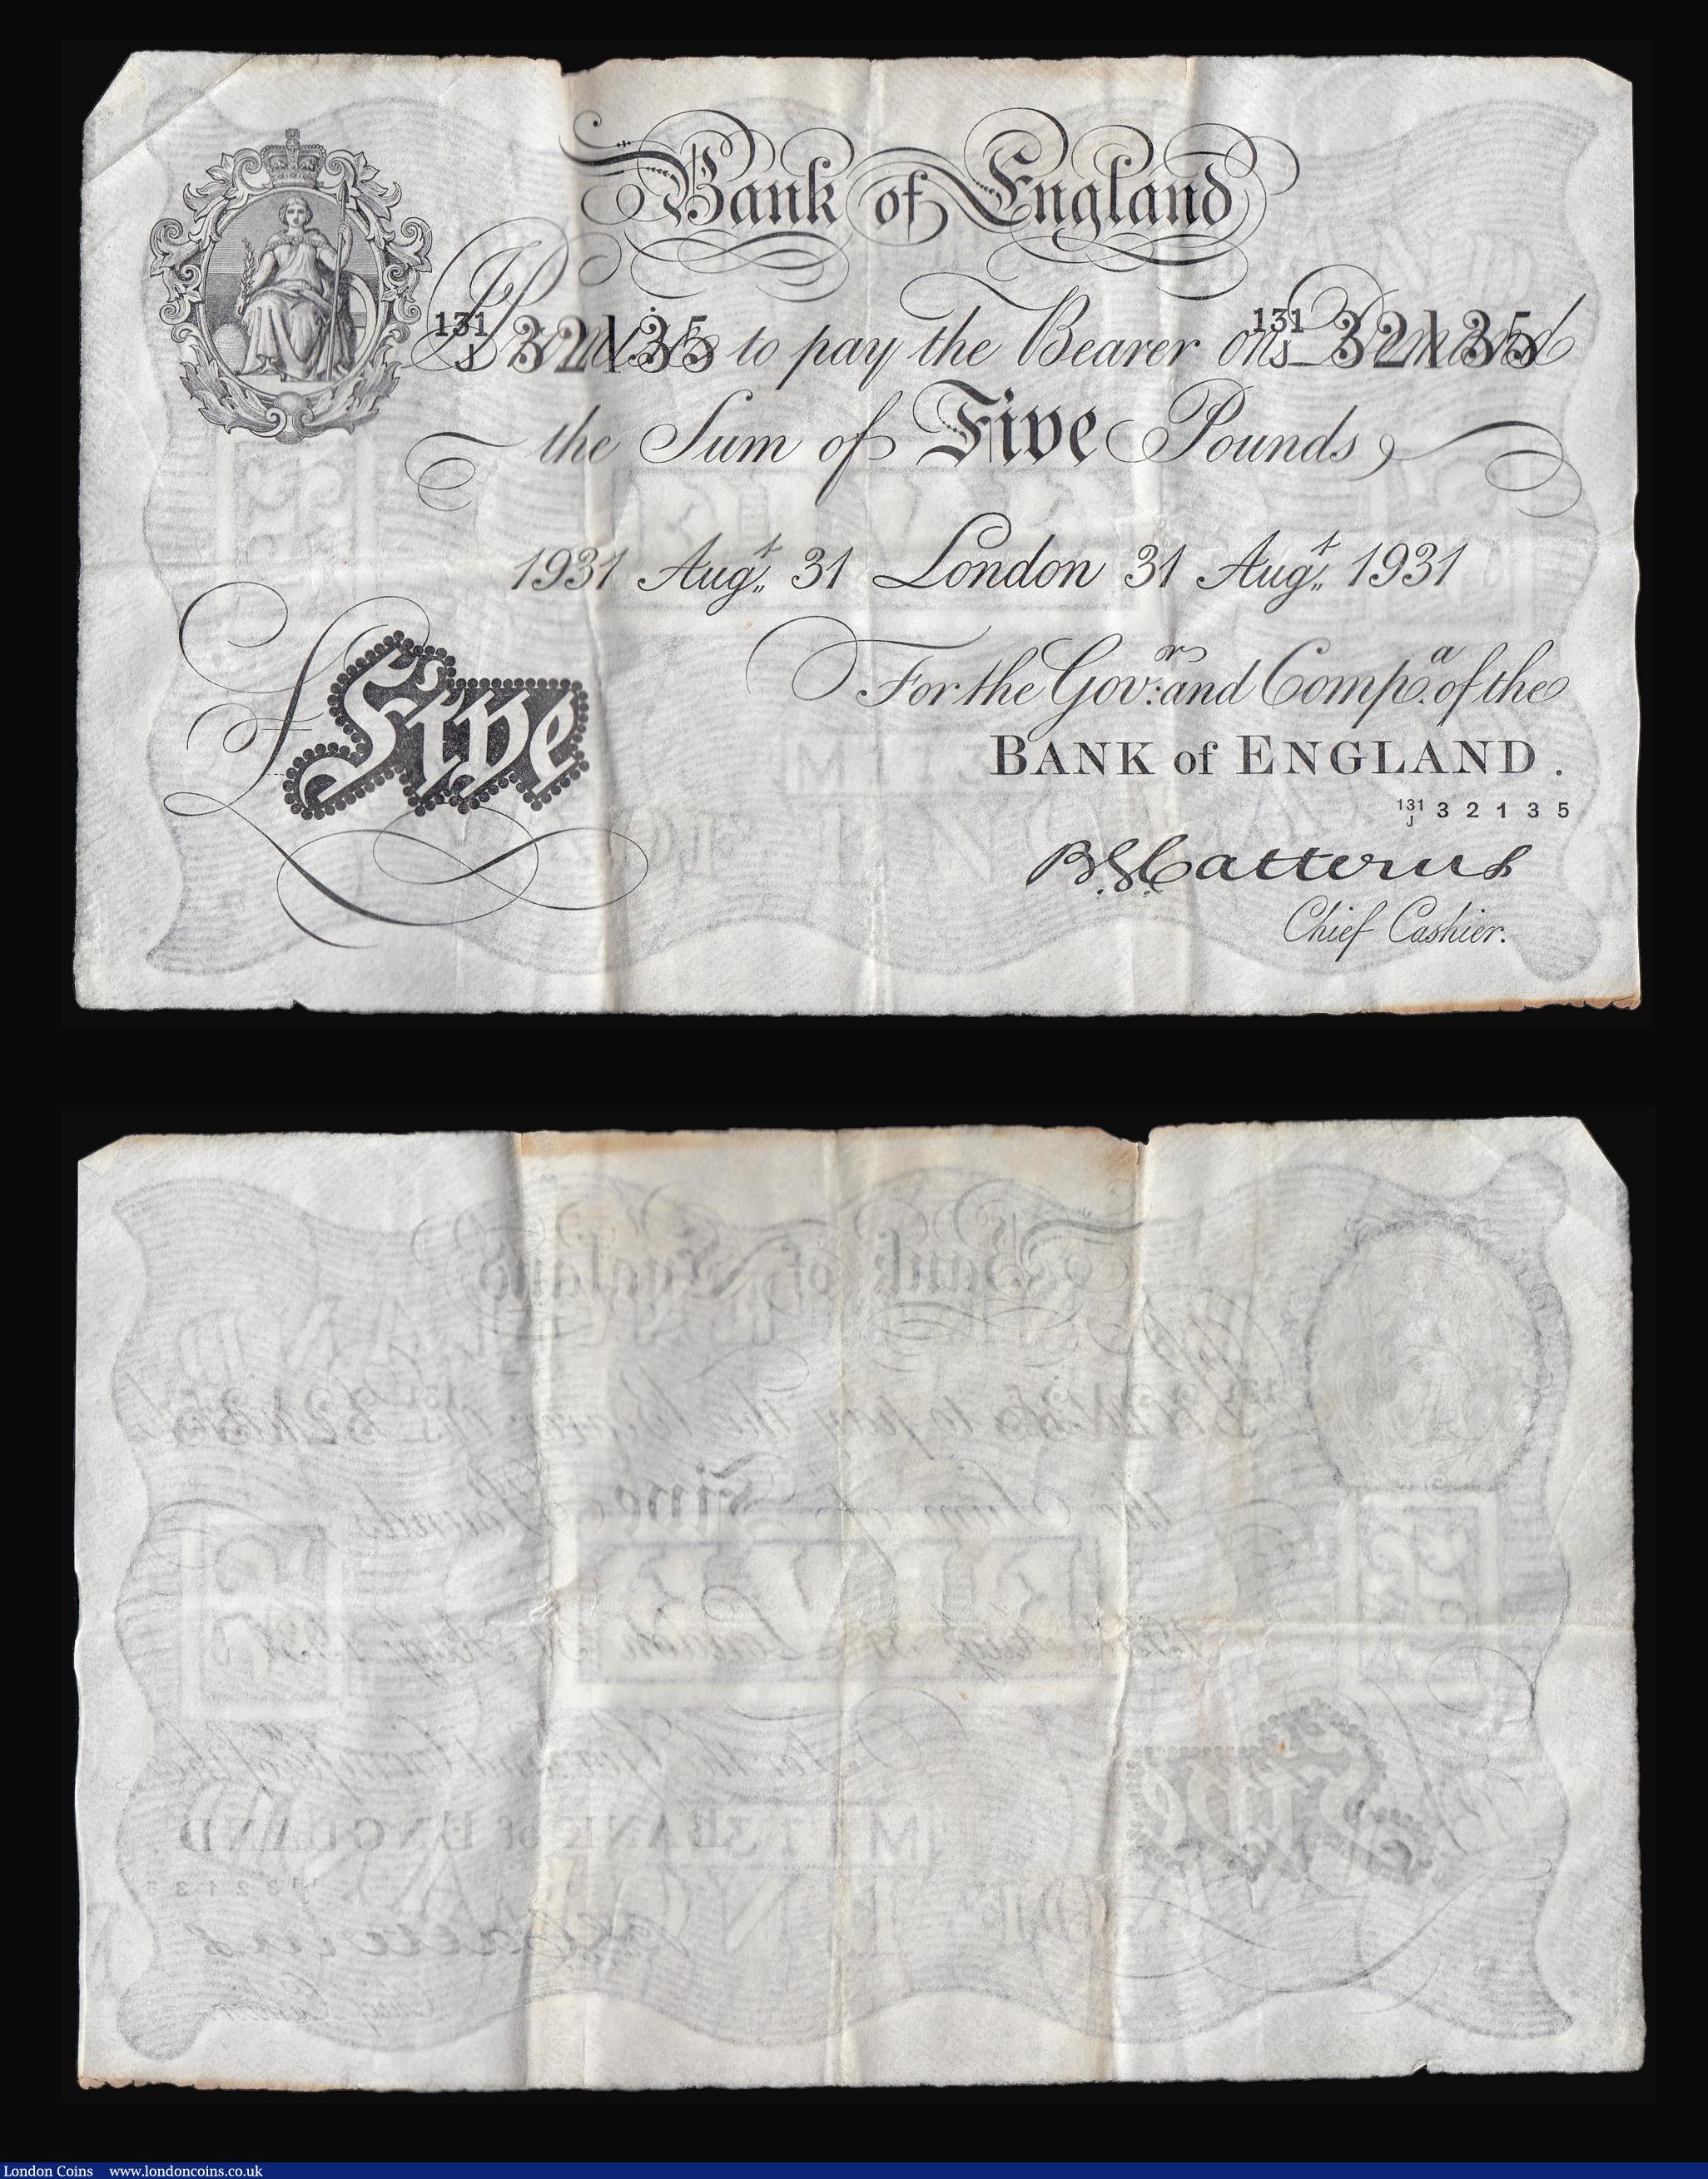 Bank of England
131 J 32135 Promise to pay the Bearer on Demand 131 J 32135
the Sum of Five Pounds
1931 Aug.t 31 London 31 Aug.t 1931
For the Gov.r and Comp.a of the
BANK of ENGLAND.
£ Five
131 J 32135
B.G. Catterns
Chief Cashier.
London Coins www.londoncoins.co.uk